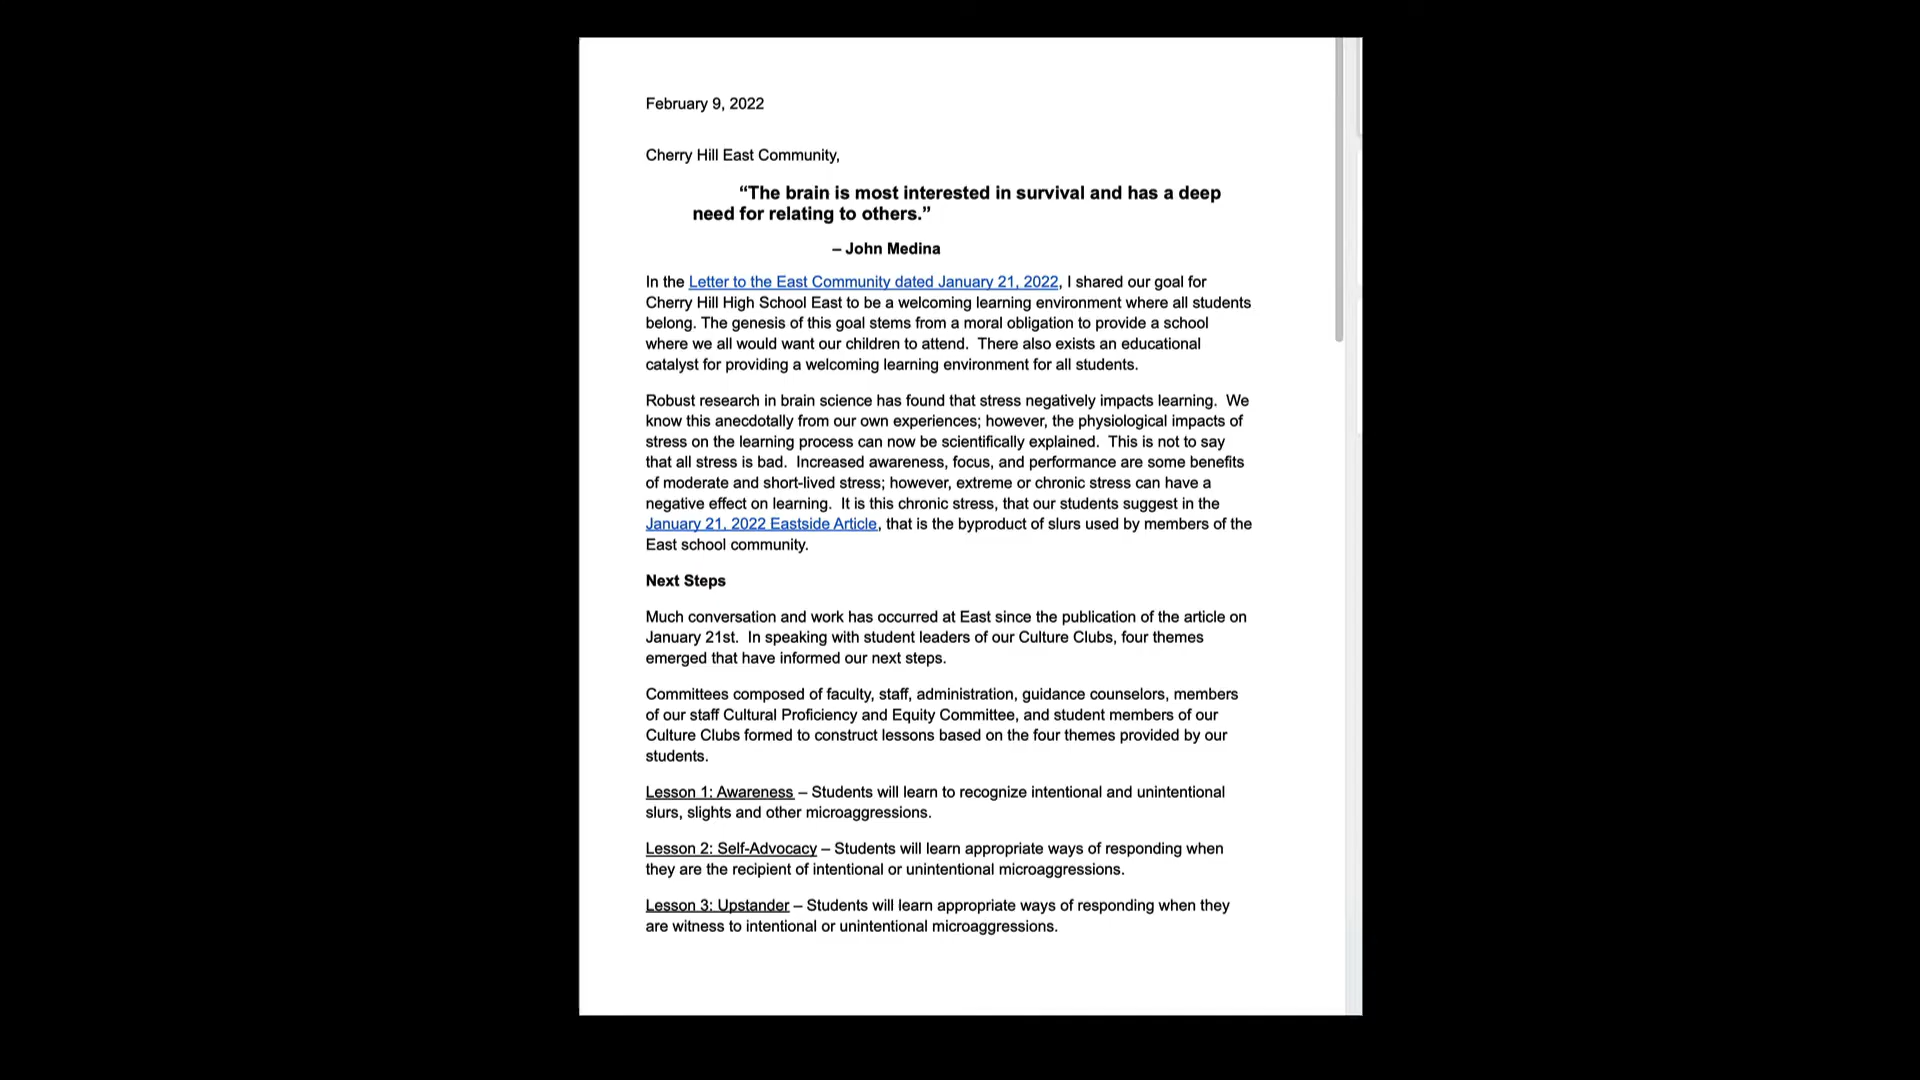 February 9, 2022
Cherry Hill East Community,
“The brain is most interested in survival and has a deep
need for relating to others.”
– John Medina
In the Letter to the East Community dated January 21, 2022, I shared our goal for
Cherry Hill High School East to be a welcoming learning environment where all students
belong. The genesis of this goal stems from a moral obligation to provide a school
where we all would want our children to attend.  There also exists an educational
catalyst for providing a welcoming learning environment for all students.
Robust research in brain science has found that stress negatively impacts learning.  We
know this anecdotally from our own experiences; however, the physiological impacts of
stress on the learning process can now be scientifically explained.  This is not to say
that all stress is bad.  Increased awareness, focus, and performance are some benefits
of moderate and short-lived stress; however, extreme or chronic stress can have a
negative effect on learning.  It is this chronic stress, that our students suggest in the
January 21, 2022 Eastside Article, that is the byproduct of slurs used by members of the
East school community.
Next Steps
Much conversation and work has occurred at East since the publication of the article on
January 21st.  In speaking with student leaders of our Culture Clubs, four themes
emerged that have informed our next steps.
Committees composed of faculty, staff, administration, guidance counselors, members
of our staff Cultural Proficiency and Equity Committee, and student members of our
Culture Clubs formed to construct lessons based on the four themes provided by our
students.
Lesson 1: Awareness – Students will learn to recognize intentional and unintentional
slurs, slights and other microaggressions.
Lesson 2: Self-Advocacy – Students will learn appropriate ways of responding when
they are the recipient of intentional or unintentional microaggressions.
Lesson 3: Upstander – Students will learn appropriate ways of responding when they
are witness to intentional or unintentional microaggressions.